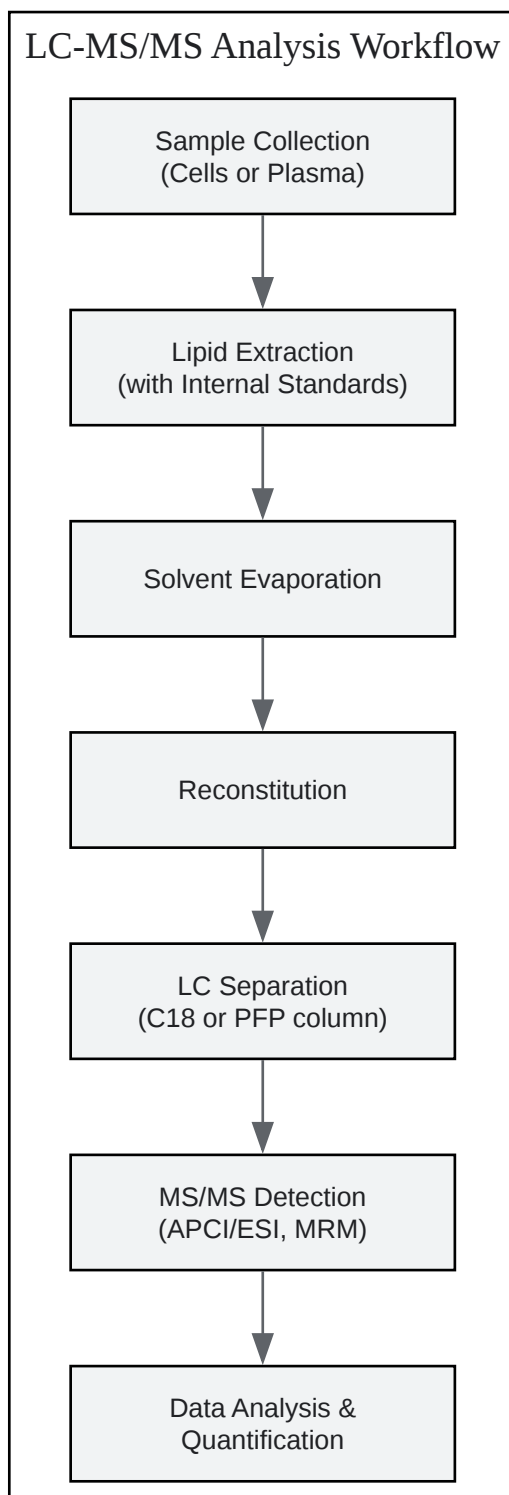 LC-MS/MS Analysis Workflow
Sample Collection
(Cells or Plasma)
Lipid Extraction
(with Internal Standards)
Solvent Evaporation
Reconstitution
LC Separation
(C18 or PFP column)
MS/MS Detection
(APCI/ESI, MRM)
Data Analysis &
Quantification